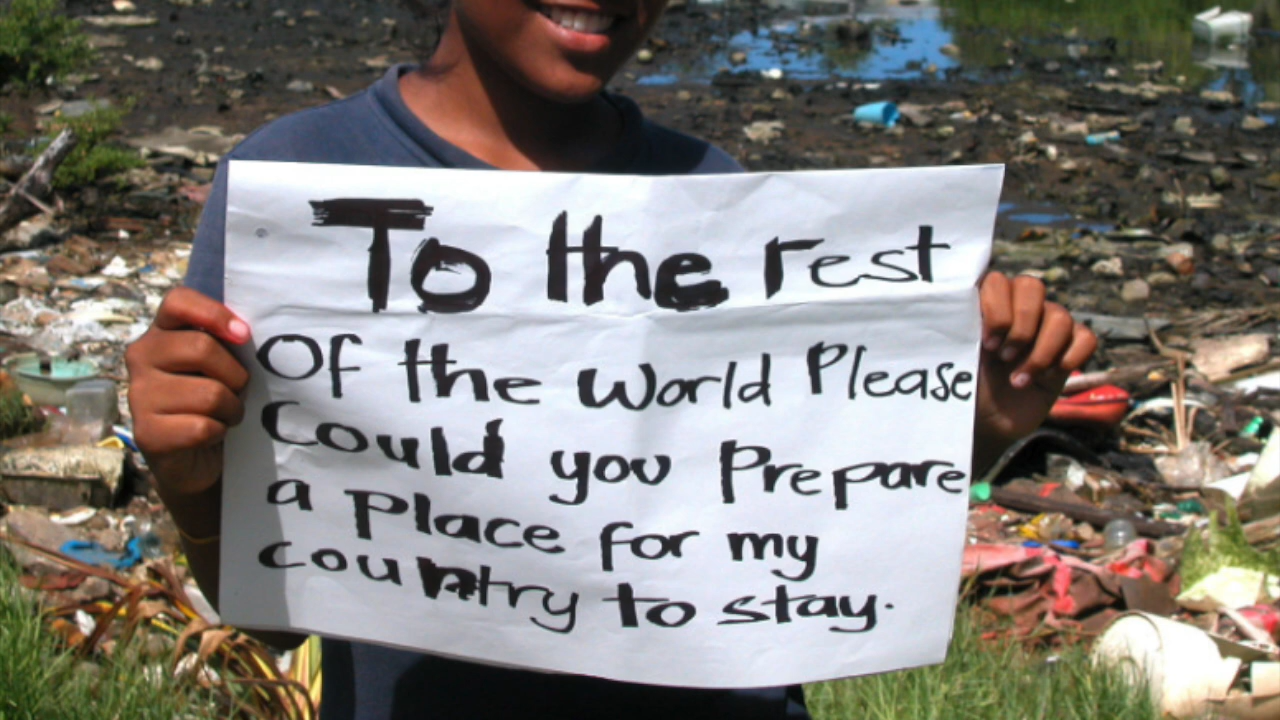 To the rest
Of the World Please
Could you Prepare
a Place for my
country to stay.